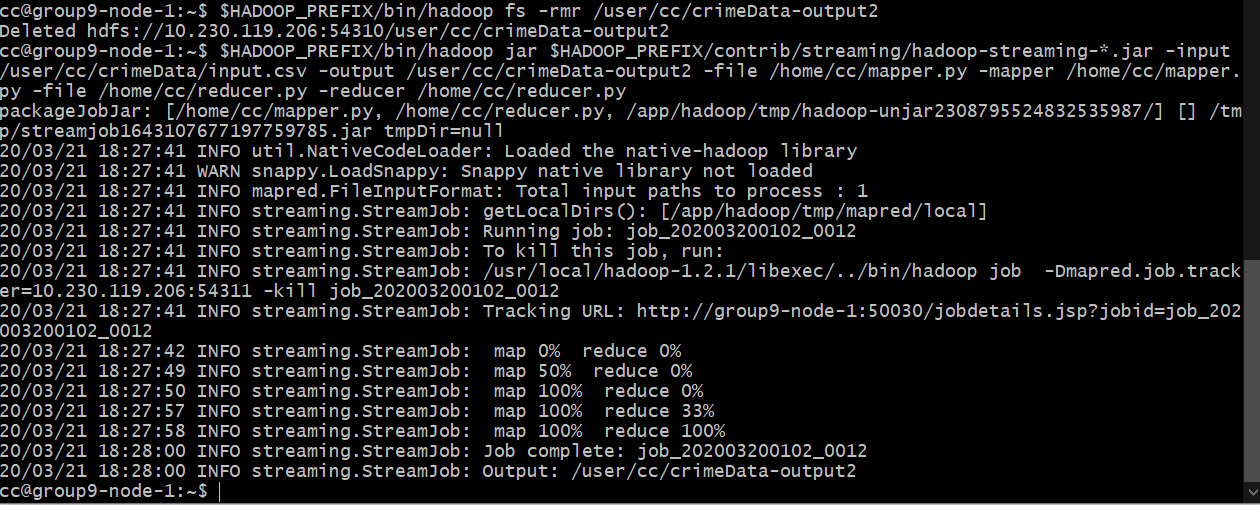 cc@group9-node-1:~$ $HADOOP_PREFIX/bin/hadoop fs -rmr /user/cc/crimeData-output2
Deleted hdfs://10.230.119.206:54310/user/cc/crimeData-output2
cc@group9-node-1:~$ $HADOOP_PREFIX/bin/hadoop jar $HADOOP_PREFIX/contrib/streaming/hadoop-streaming-*.jar -input
/user/cc/crimeData/input.csv -output /user/cc/crimeData-output2 -file /home/cc/mapper.py -mapper /home/cc/mapper.
py -file /home/cc/reducer.py -reducer /home/cc/reducer.py
packageJobJar: [/home/cc/mapper.py, /home/cc/reducer.py, /app/hadoop/tmp/hadoop-unjar2308795524832535987/] [] /tm
p/streamjob1643107677197759785.jar tmpDir=null
20/03/21 18:27:41 INFO util.NativeCodeLoader: Loaded the native-hadoop library
20/03/21 18:27:41 WARN snappy.LoadSnappy: Snappy native library not loaded
20/03/21 18:27:41 INFO mapred.FileInputFormat: Total input paths to process : 1
20/03/21 18:27:41 INFO streaming.StreamJob: getLocalDirs(): [/app/hadoop/tmp/mapred/local]
20/03/21 18:27:41 INFO streaming.StreamJob: Running job: job_202003200102_0012
20/03/21 18:27:41 INFO streaming.StreamJob: To kill this job, run:
20/03/21 18:27:41 INFO streaming.StreamJob: /usr/local/hadoop-1.2.1/libexec/../bin/hadoop job  -Dmapred.job.track
er=10.230.119.206:54311 -kill job_202003200102_0012
20/03/21 18:27:41 INFO streaming.StreamJob: Tracking URL: http://group9-node-1:50030/jobdetails.jsp?jobid=job_202
003200102_0012
20/03/21 18:27:42 INFO streaming.StreamJob:  map 0%  reduce 0%
20/03/21 18:27:49 INFO streaming.StreamJob:  map 50%  reduce 0%
20/03/21 18:27:50 INFO streaming.StreamJob:  map 100%  reduce 0%
20/03/21 18:27:57 INFO streaming.StreamJob:  map 100%  reduce 33%
20/03/21 18:27:58 INFO streaming.StreamJob:  map 100%  reduce 100%
20/03/21 18:28:00 INFO streaming.StreamJob: Job complete: job_202003200102_0012
20/03/21 18:28:00 INFO streaming.StreamJob: Output: /user/cc/crimeData-output2
cc@group9-node-1:~$